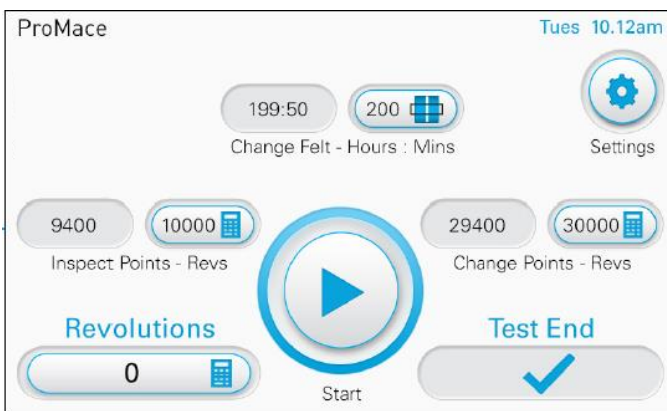 ProMace
Tues 10.12am
199:50
200
Change Felt - Hours : Mins
Settings
9400
10000
Inspect Points - Revs
29400
30000
Change Points - Revs
Revolutions
0
Start
Test End